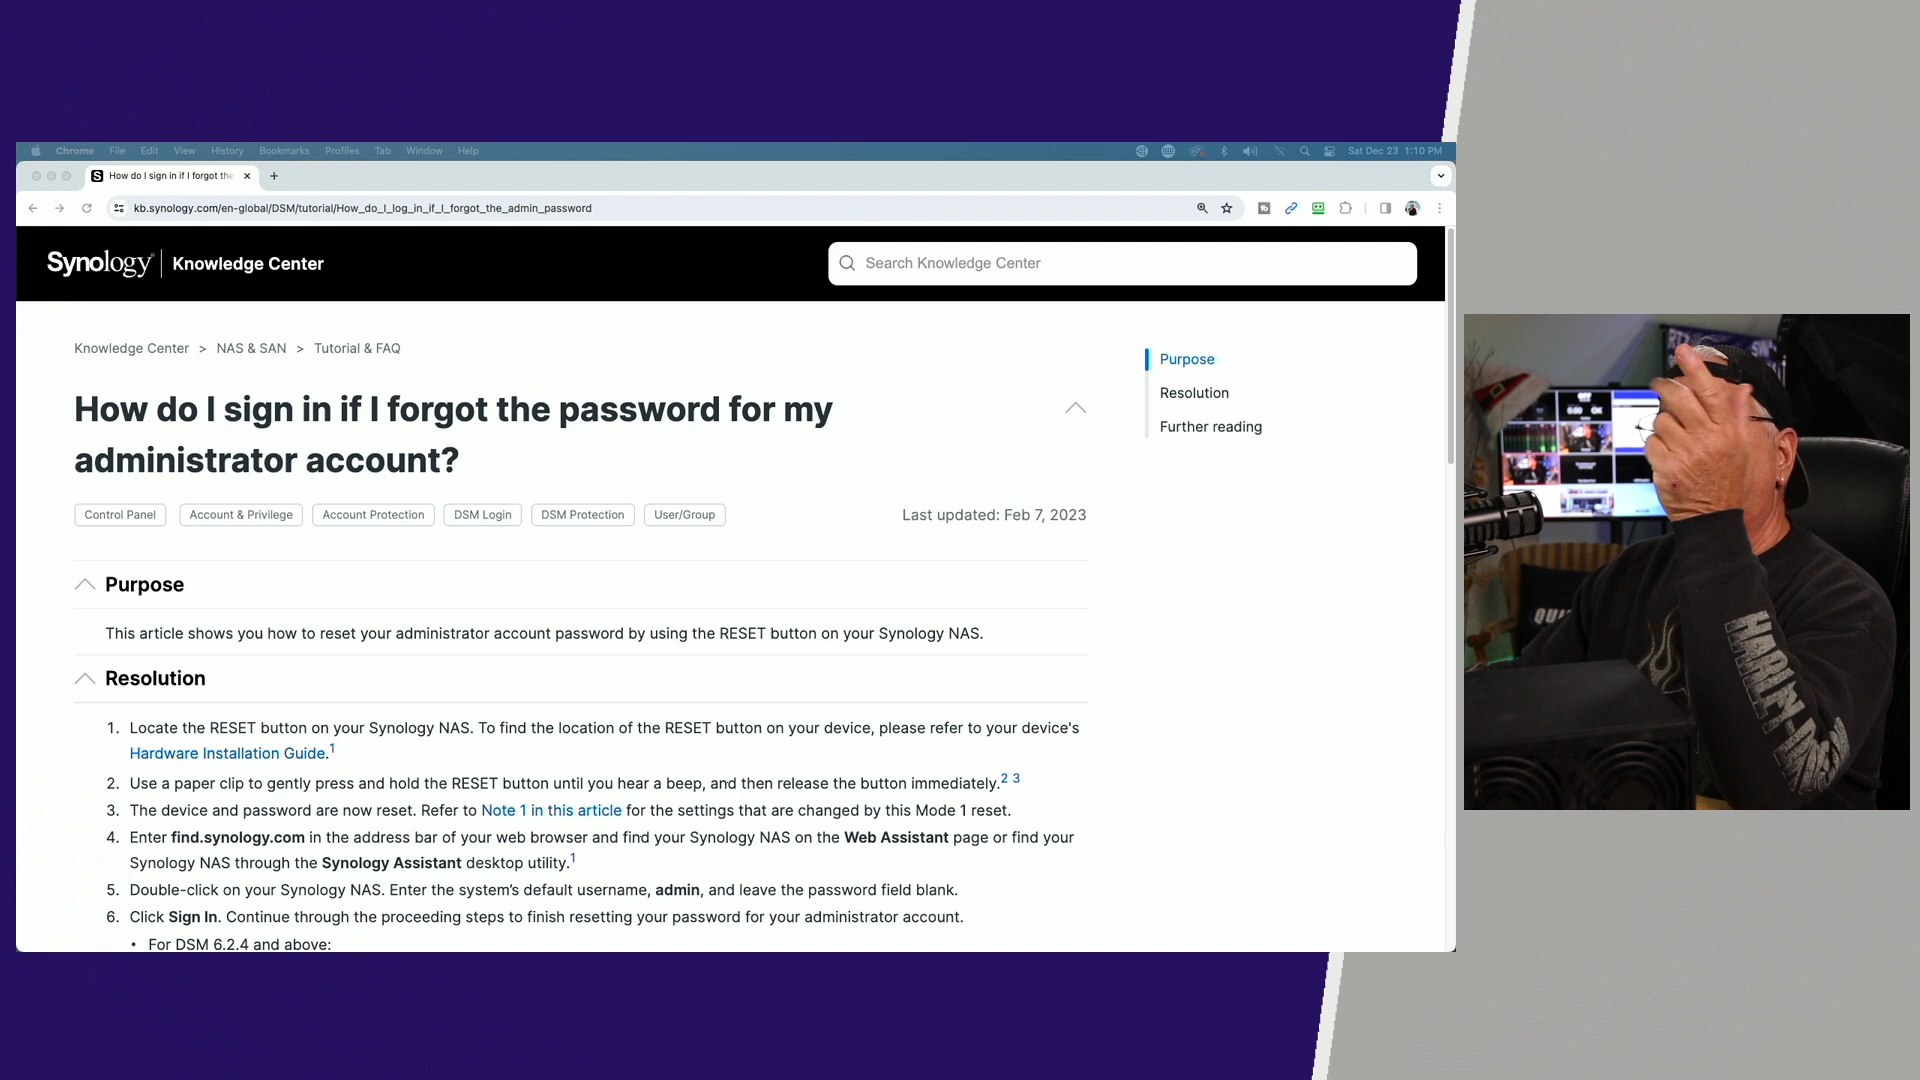 Chrome File Edit View History Bookmarks Profiles Tab Window Help
Sat Dec 23 1:10 PM
How do I sign in if I forgot the
kb.synology.com/en-global/DSM/tutorial/How_do_I_log_in_if_I_forgot_the_admin_password
Synology | Knowledge Center
Search Knowledge Center
Knowledge Center > NAS & SAN > Tutorial & FAQ
How do I sign in if I forgot the password for my
administrator account?
Control Panel Account & Privilege Account Protection DSM Login DSM Protection User/Group
Last updated: Feb 7, 2023
Purpose
This article shows you how to reset your administrator account password by using the RESET button on your Synology NAS.
Resolution
1. Locate the RESET button on your Synology NAS. To find the location of the RESET button on your device, please refer to your device's
Hardware Installation Guide.1
2. Use a paper clip to gently press and hold the RESET button until you hear a beep, and then release the button immediately.2 3
3. The device and password are now reset. Refer to Note 1 in this article for the settings that are changed by this Mode 1 reset.
4. Enter find.synology.com in the address bar of your web browser and find your Synology NAS on the Web Assistant page or find your
Synology NAS through the Synology Assistant desktop utility.1
5. Double-click on your Synology NAS. Enter the system's default username, admin, and leave the password field blank.
6. Click Sign In. Continue through the proceeding steps to finish resetting your password for your administrator account.
• For DSM 6.2.4 and above:
Purpose
Resolution
Further reading